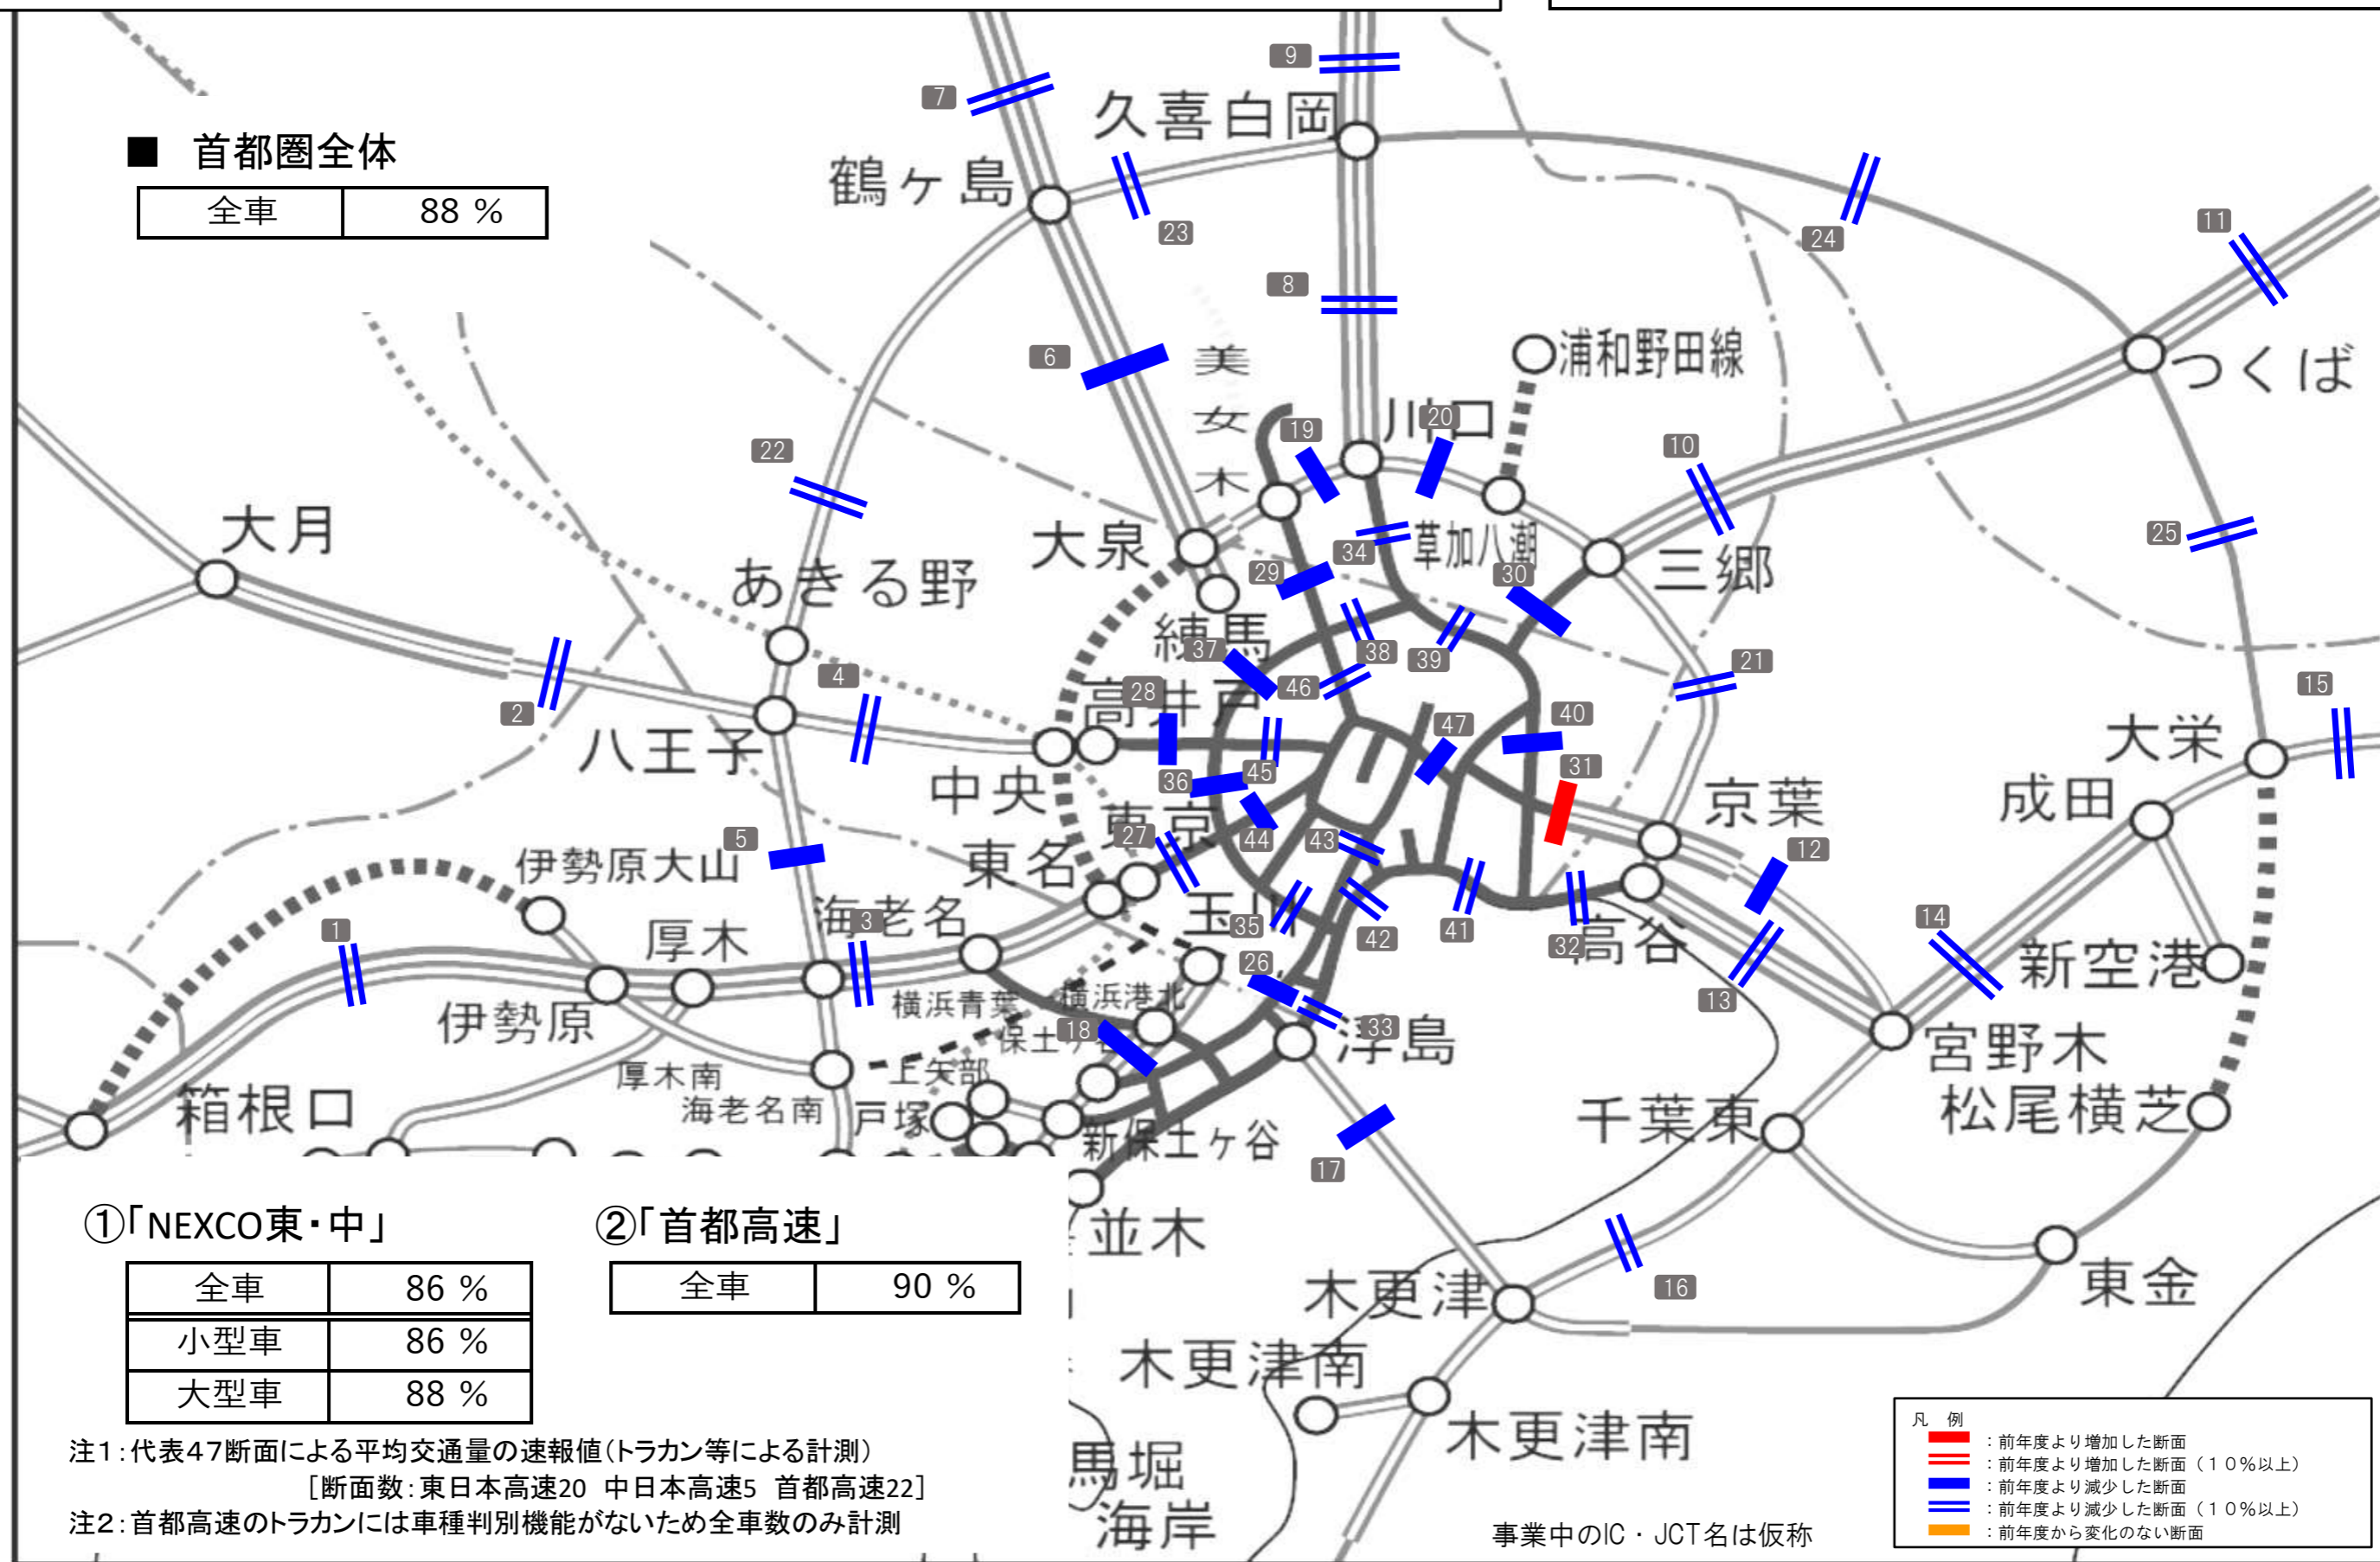 ■ 首都圏全体
全車 88 %
9
7
久喜白岡
鶴ヶ島
23
24
11
8
6
美女木
浦和野田線
つくば
川口
19
20
10
22
大月
大泉
34
草加八潮
25
29
30
三郷
あきる野
練馬
37
38
39
21
4
28
46
15
2
高井戸
47
40
大栄
八王子
36
45
31
中央
成田
京葉
5
東京
27
44
43
12
伊勢原大山
東名
海老名
3
1
厚木
玉川
35
42
41
32
高谷
14
26
新空港
横浜青葉
横浜港北
13
伊勢原
18
保土ヶ谷
33
浮島
宮野木
厚木南
上矢部
箱根口
海老名南
戸塚
千葉東
松尾横芝
新保土ヶ谷
17
①「NEXCO東・中」
②「首都高速」
並木
全車 86 %
全車 90 %
木更津
16
東金
小型車 86 %
木更津南
大型車 88 %
木更津南
注1：代表４７断面による平均交通量の速報値（トラカン等による計測）
［断面数：東日本高速20 中日本高速5 首都高速22］
注2：首都高速のトラカンには車種判別機能がないため全車数のみ計測
馬堀
海岸
事業中のIC・JCT名は仮称
凡 例
：前年度より増加した断面
：前年度より増加した断面（１０％以上）
：前年度より減少した断面
：前年度より減少した断面（１０％以上）
：前年度から変化のない断面